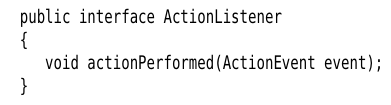 public interface ActionListener
{
   void actionPerformed(ActionEvent event);
}